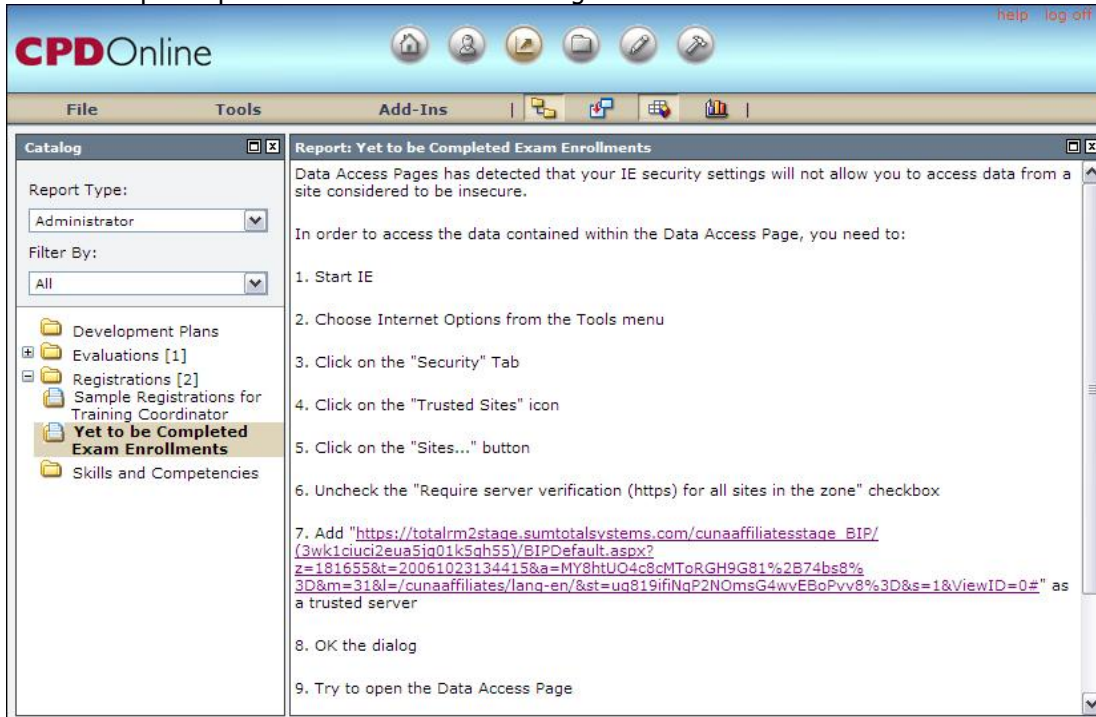 help log off
CPDOnline
File Tools Add-Ins | |
Catalog
Report Type:
Administrator
Filter By:
All
Development Plans
Evaluations [1]
Registrations [2]
Sample Registrations for
Training Coordinator
Yet to be Completed
Exam Enrollments
Skills and Competencies
Report: Yet to be Completed Exam Enrollments
Data Access Pages has detected that your IE security settings will not allow you to access data from a
site considered to be insecure.
In order to access the data contained within the Data Access Page, you need to:
1. Start IE
2. Choose Internet Options from the Tools menu
3. Click on the "Security" Tab
4. Click on the "Trusted Sites" icon
5. Click on the "Sites..." button
6. Uncheck the "Require server verification (https) for all sites in the zone" checkbox
7. Add "https://totalrm2stage.sumtotalsystems.com/cunaaffiliatesstage_BIP/
(3wk1ciuci2eua5jg01k5gh55)/BIPDefault.aspx?
z=181655&t=20061023134415&a=MY8htUO4c8cMToRGH9G81%2B74bs8%
3D&m=31&l=/cunaaffiliates/lang-en/&st=ug819ifiNgP2NOmsG4wvEBoPvv8%3D&s=1&ViewID=0#" as
a trusted server
8. OK the dialog
9. Try to open the Data Access Page